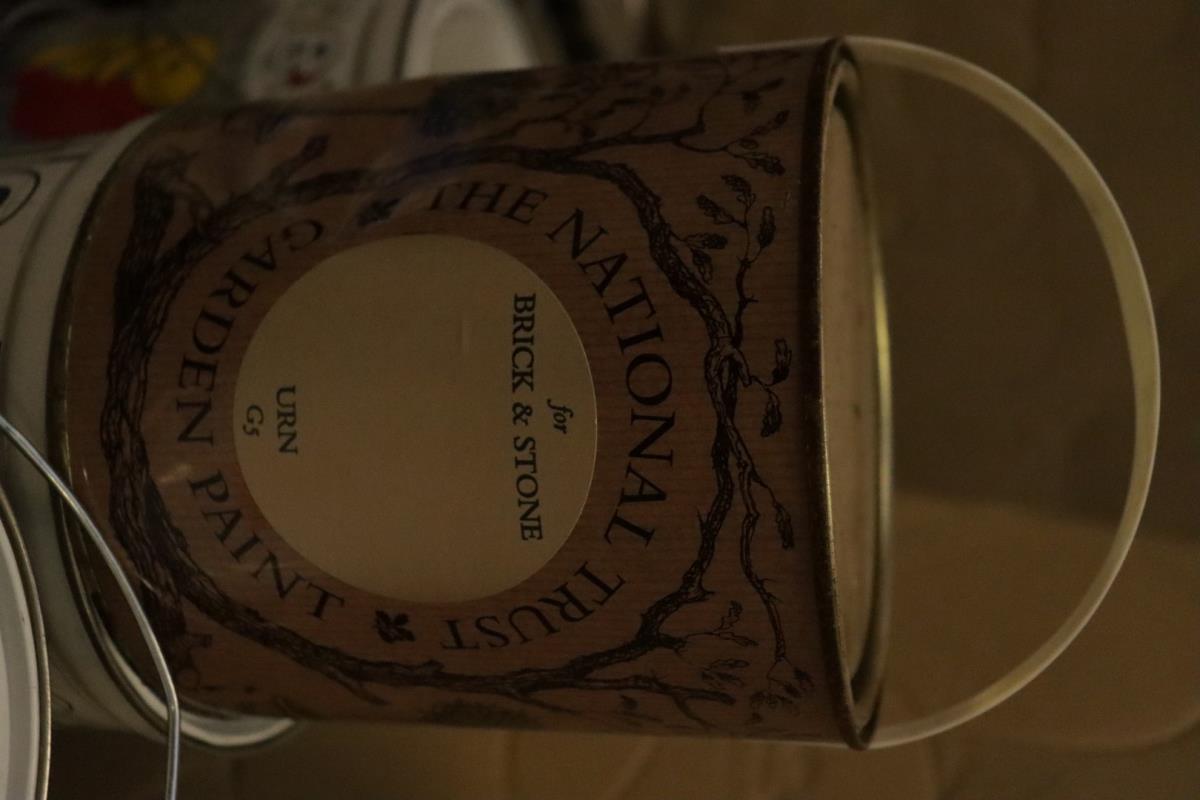 THE NATIONAL TRUST
for
BRICK & STONE
URN
G5
GARDEN PAINT